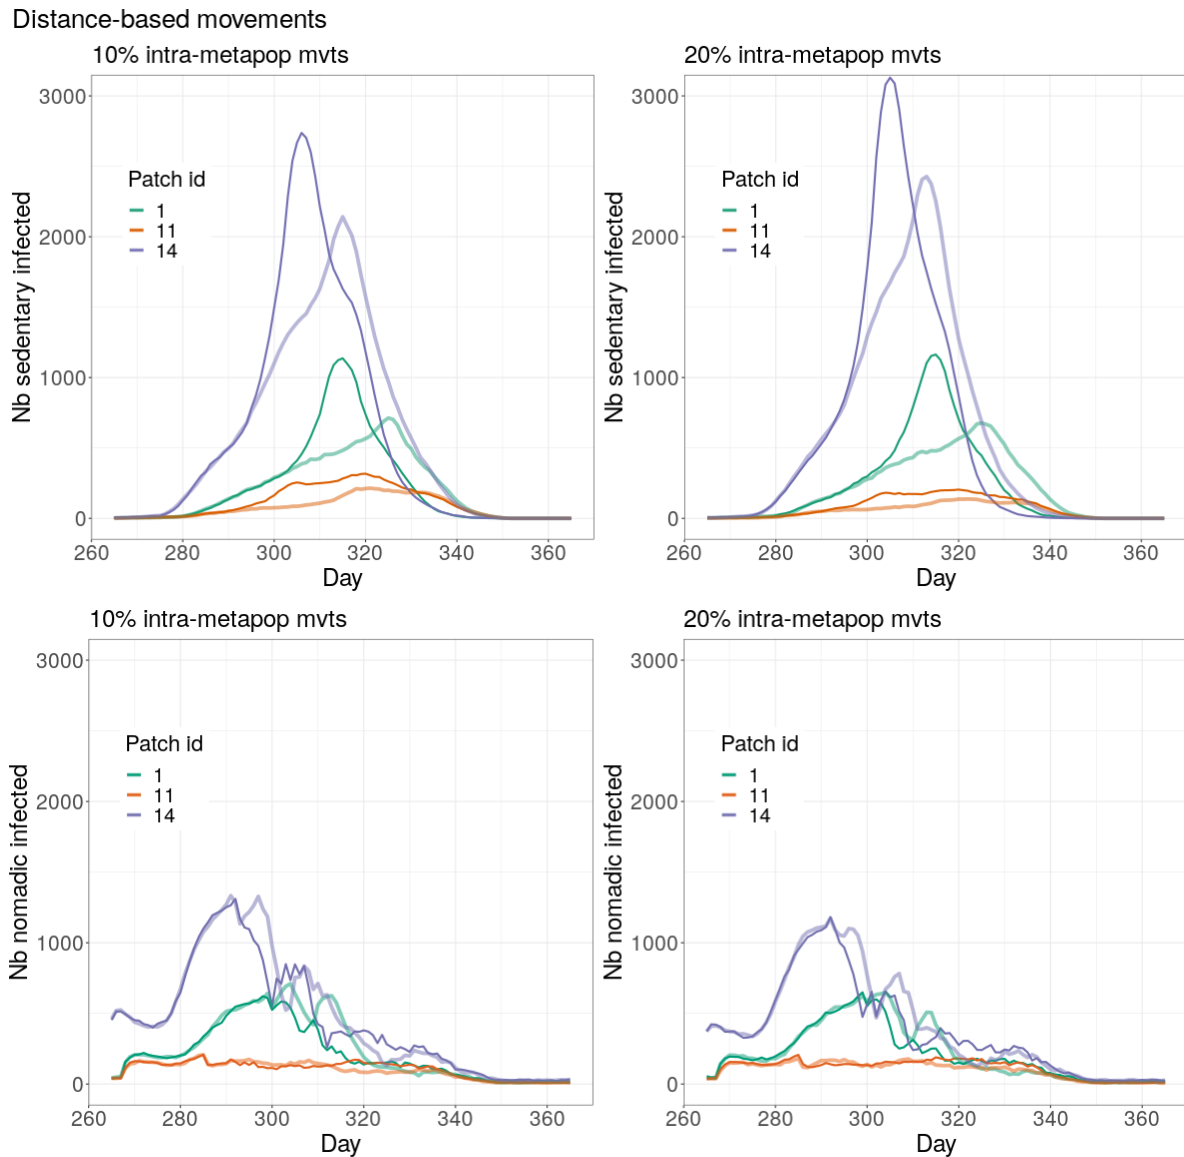 Distance-based movements
10% intra-metapop mvts
20% intra-metapop mvts
Nb sedentary infected
3000
2000
1000
0
Patch id
1
11
14
260 280 300 320 340 360
Day
Nb sedentary infected
3000
2000
1000
0
Patch id
1
11
14
260 280 300 320 340 360
Day
10% intra-metapop mvts
20% intra-metapop mvts
Nb nomadic infected
3000
2000
1000
0
Patch id
1
11
14
260 280 300 320 340 360
Day
Nb nomadic infected
3000
2000
1000
0
Patch id
1
11
14
260 280 300 320 340 360
Day